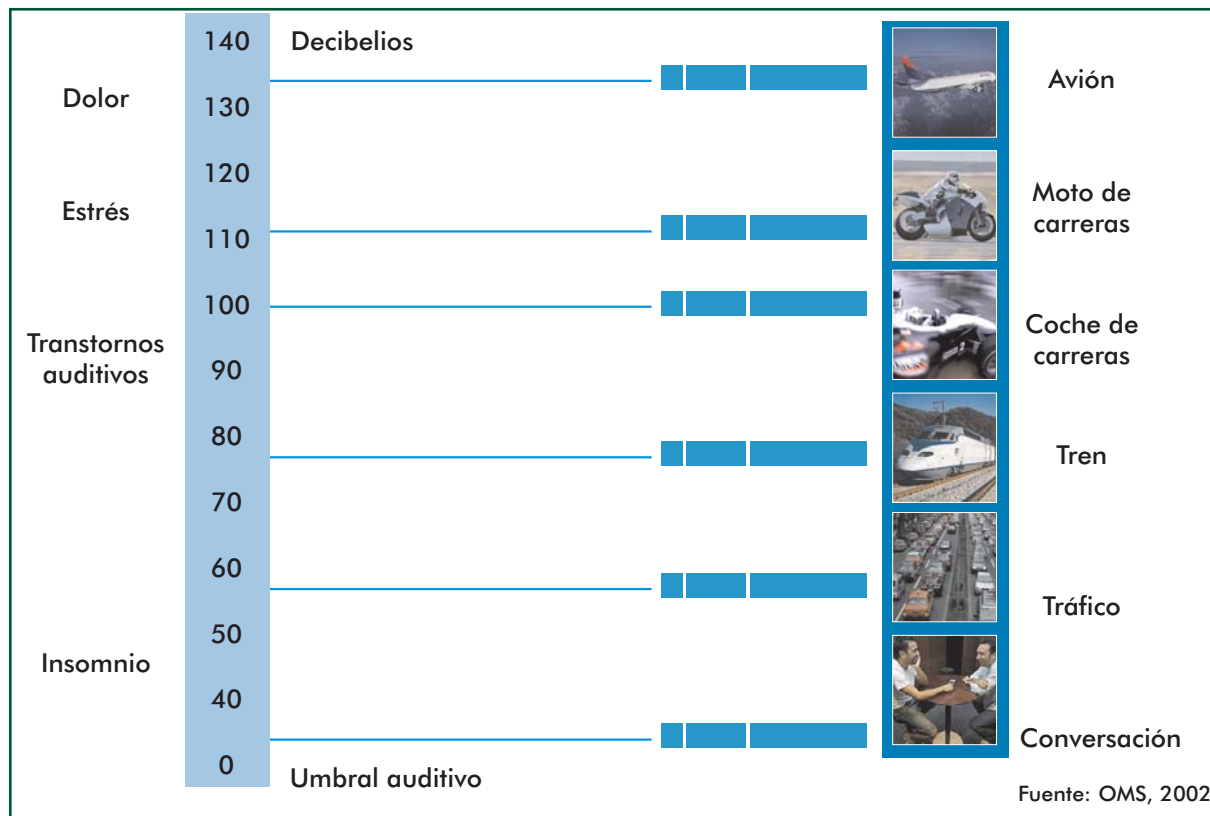 140 Decibelios
Dolor
130
120
Estrés
110
100
Transtornos
auditivos
90
80
70
60
50
Insomnio
40
0
Umbral auditivo
Avión
Moto de
carreras
Coche de
carreras
Tren
Tráfico
Conversación
Fuente: OMS, 2002